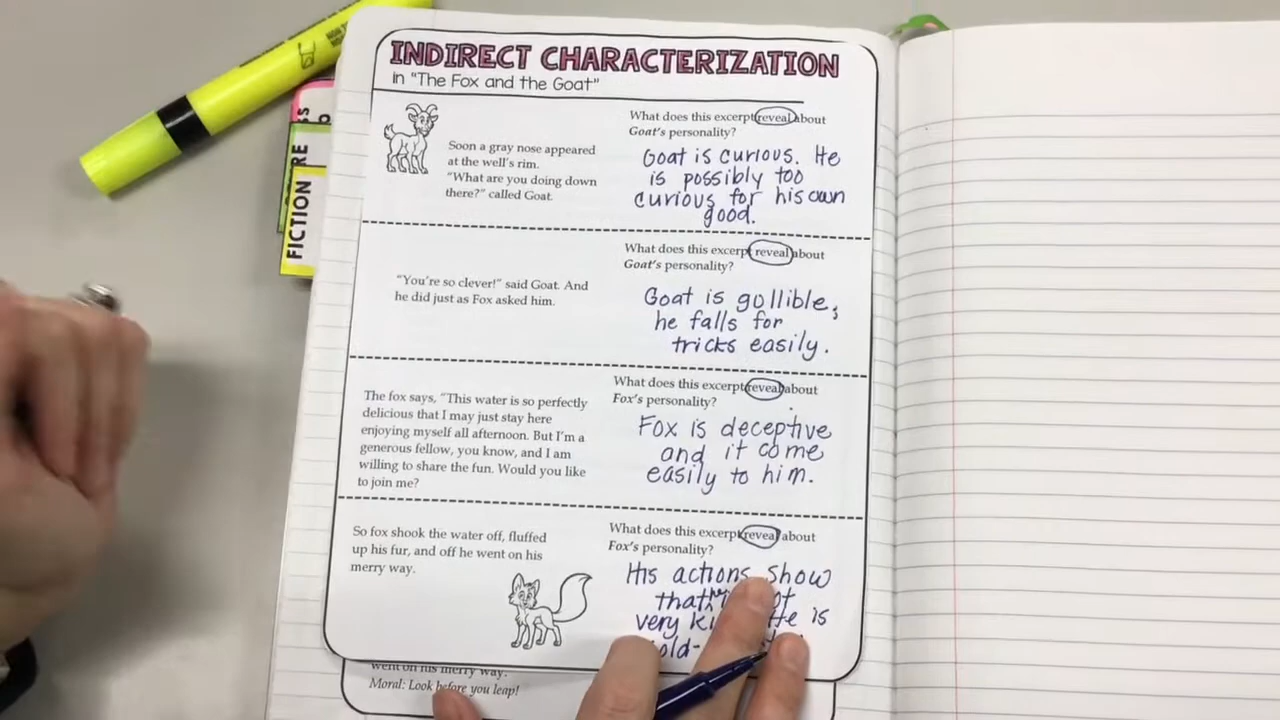 INDIRECT CHARACTERIZATION
in "The Fox and the Goat"
Soon a gray nose appeared
at the well's rim.
"What are you doing down
there?" called Goat.
What does this excerpt reveal about
Goat's personality?
Goat is curious. He
is possibly too
curious for his own
good.
"You're so clever!" said Goat. And
he did just as Fox asked him.
What does this excerpt reveal about
Goat's personality?
Goat is gullible,
he falls for
tricks easily.
The fox says, "This water is so perfectly
delicious that I may just stay here
enjoying myself all afternoon. But I'm a
generous fellow, you know, and I am
willing to share the fun. Would you like
to join me?
What does this excerpt reveal about
Fox's personality?
Fox is deceptive
and it come
easily to him.
So fox shook the water off, fluffed
up his fur, and off he went on his
merry way.
What does this excerpt reveal about
Fox's personality?
His actions show
that
very He is
went on his merry way.
Moral: Look before you leap!
FICTION